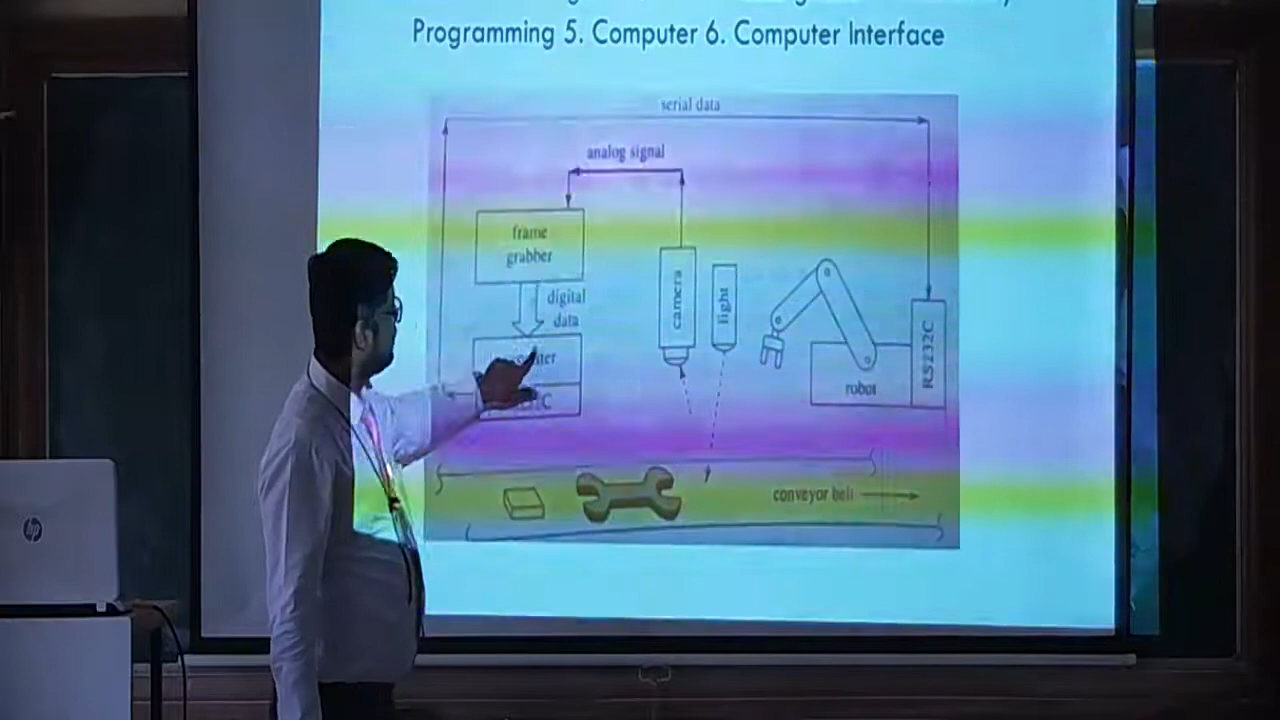 Programming 5. Computer 6. Computer Interface
serial data
analog signal
frame
grabber
digital
data
camera
light
robot
RS232C
conveyor belt
hp